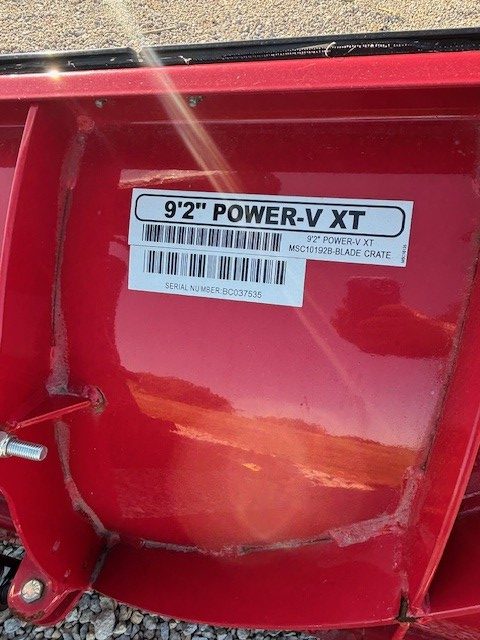 9'2" POWER-V XT
9'2" POWER-V XT
MSC10192B-BLADE CRATE
SERIAL NUMBER:BC037535